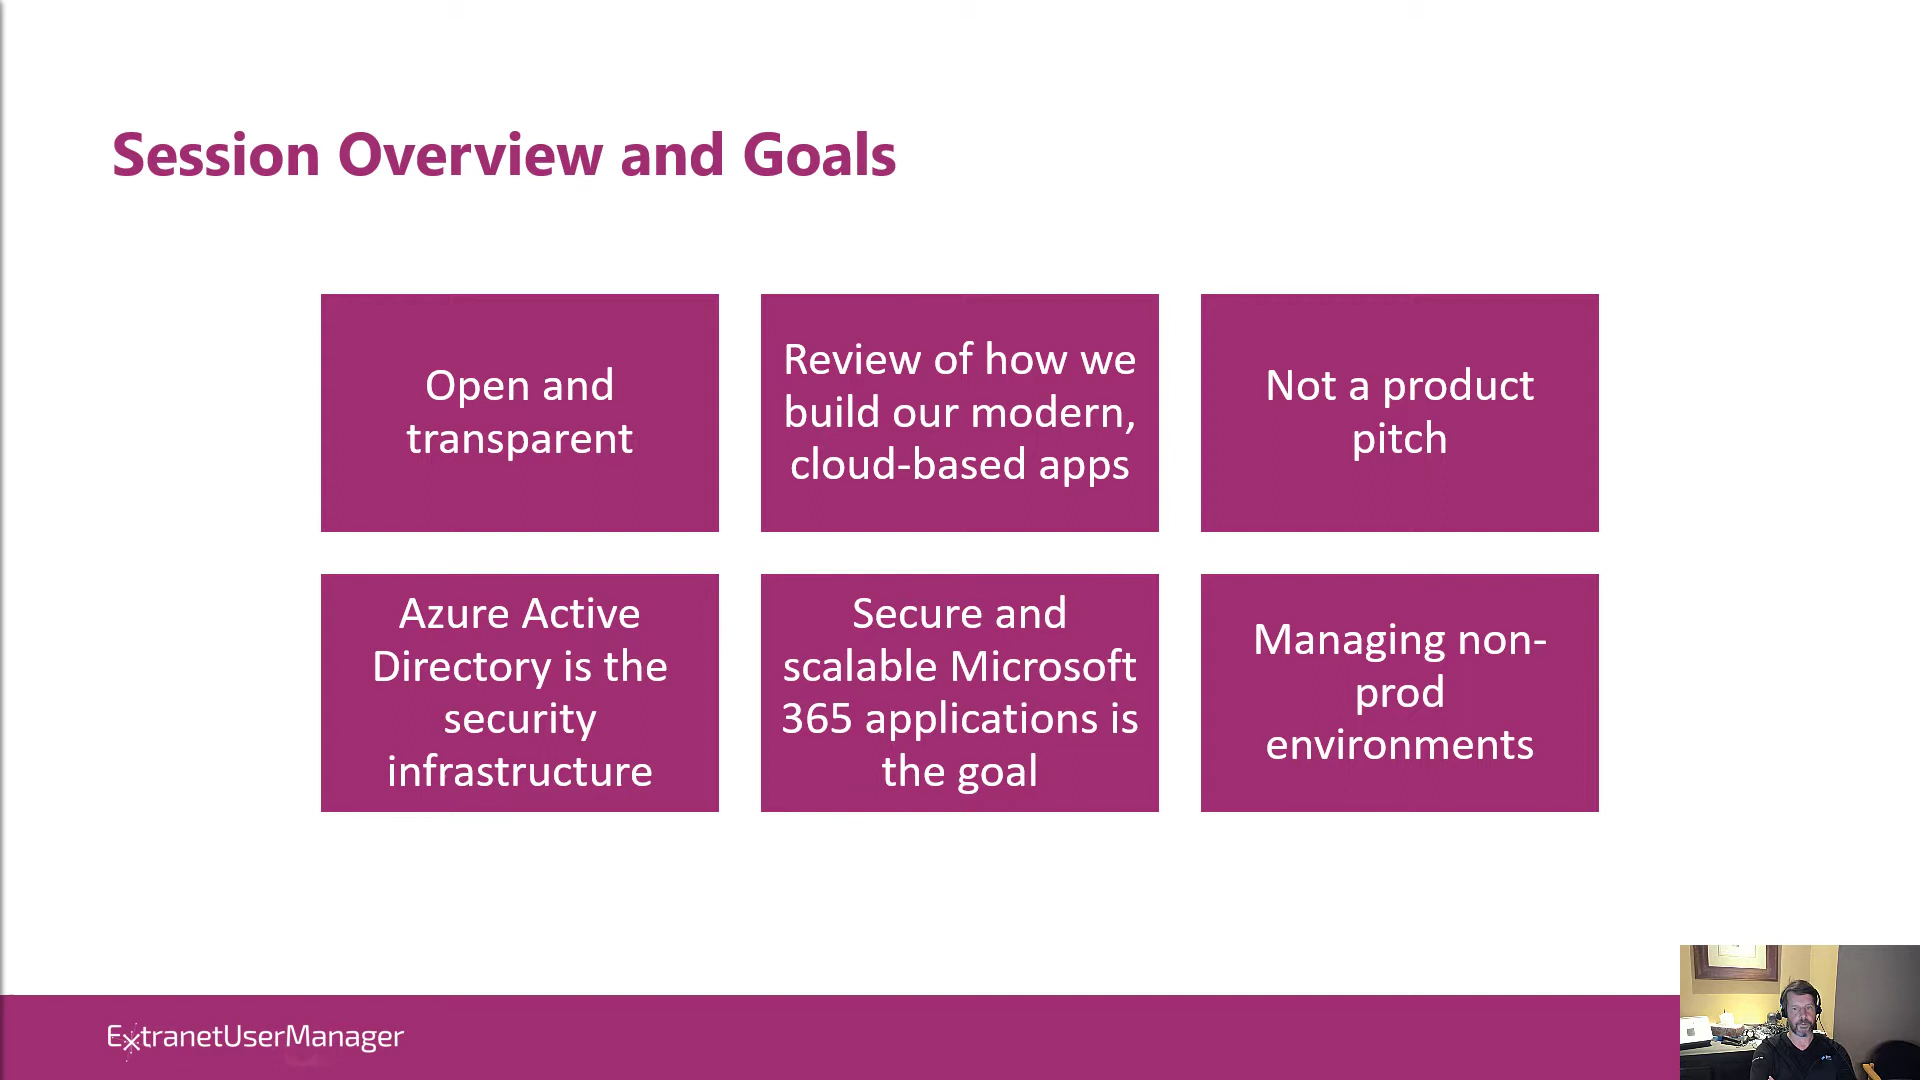 Session Overview and Goals
Open and
transparent
Review of how we
build our modern,
cloud-based apps
Not a product
pitch
Azure Active
Directory is the
security
infrastructure
Secure and
scalable Microsoft
365 applications is
the goal
Managing non-
prod
environments
ExtranetUserManager